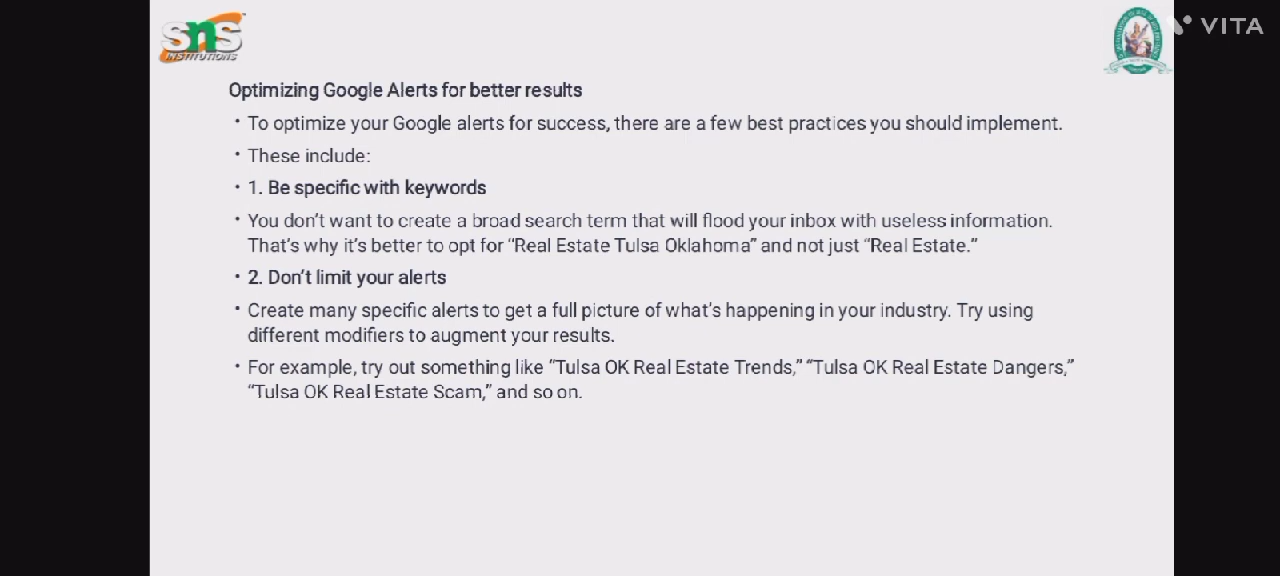 sns
INSTITUTIONS
VITA
Optimizing Google Alerts for better results
• To optimize your Google alerts for success, there are a few best practices you should implement.
• These include:
• 1. Be specific with keywords
• You don’t want to create a broad search term that will flood your inbox with useless information.
That’s why it’s better to opt for “Real Estate Tulsa Oklahoma” and not just “Real Estate.”
• 2. Don’t limit your alerts
• Create many specific alerts to get a full picture of what’s happening in your industry. Try using
different modifiers to augment your results.
• For example, try out something like “Tulsa OK Real Estate Trends,” “Tulsa OK Real Estate Dangers,”
“Tulsa OK Real Estate Scam,” and so on.